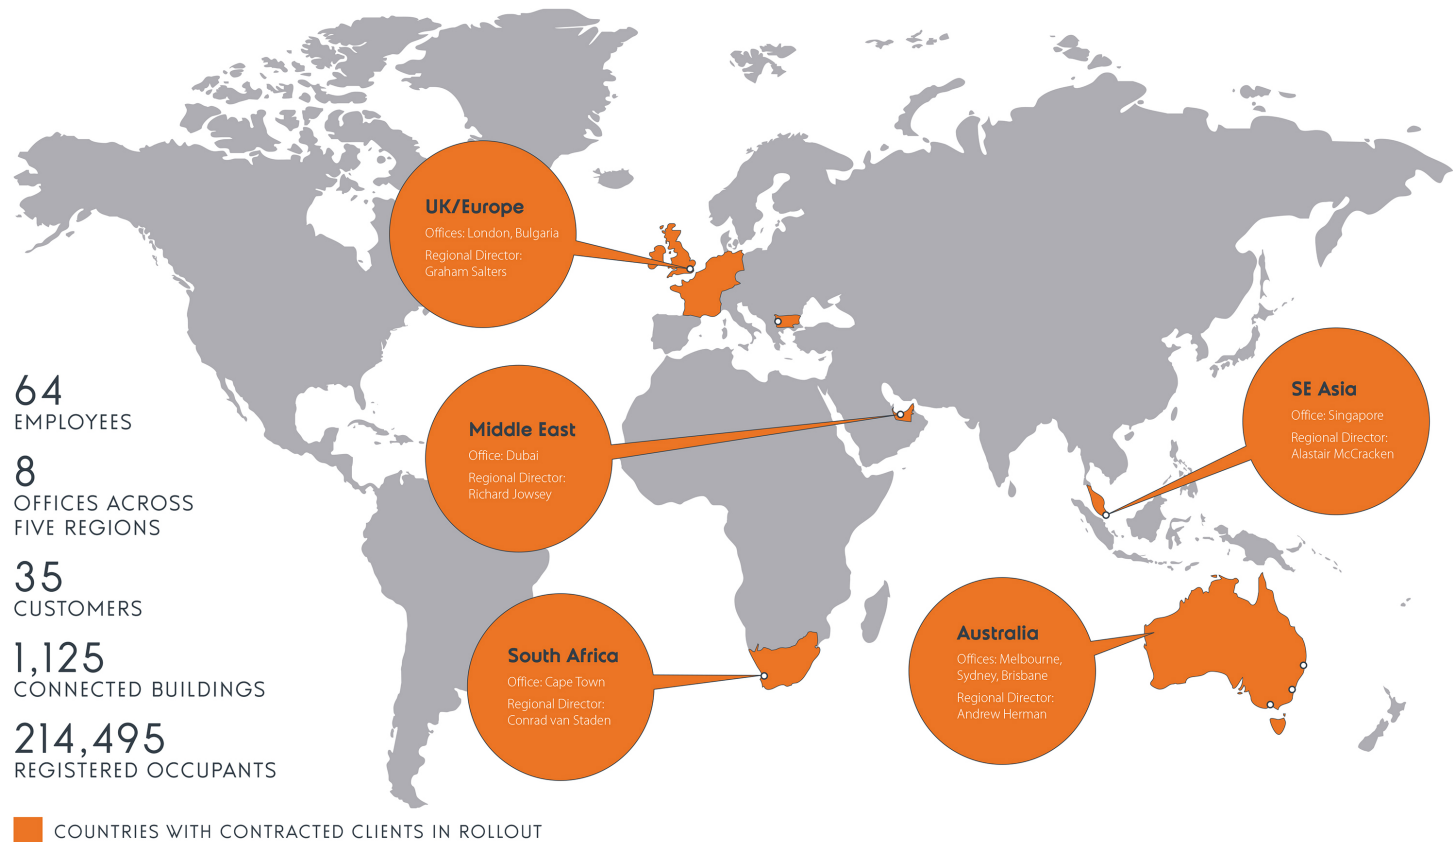 UK/Europe
Offices: London, Bulgaria
Regional Director:
Graham Salters
Middle East
Office: Dubai
Regional Director:
Richard Jowsey
SE Asia
Office: Singapore
Regional Director:
Alastair McCracken
South Africa
Office: Cape Town
Regional Director:
Conrad van Staden
Australia
Offices: Melbourne,
Sydney, Brisbane
Regional Director:
Andrew Herman
64
EMPLOYEES
8
OFFICES ACROSS
FIVE REGIONS
35
CUSTOMERS
1,125
CONNECTED BUILDINGS
214,495
REGISTERED OCCUPANTS
COUNTRIES WITH CONTRACTED CLIENTS IN ROLLOUT